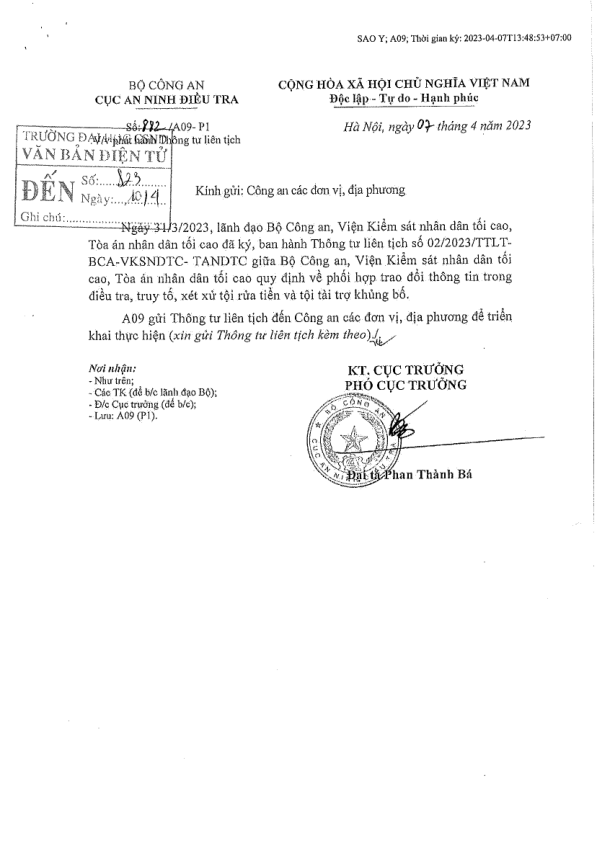 SAO Y; A09; Thời gian ký: 2023-04-07T13:48:53+07:00
BỘ CÔNG AN
CỤC AN NINH ĐIỀU TRA
CỘNG HÒA XÃ HỘI CHỦ NGHĨA VIỆT NAM
Độc lập - Tự do - Hạnh phúc
Số: 892 /A09- P1
V/v phát hành Thông tư liên tịch
Hà Nội, ngày 07 tháng 4 năm 2023
TRƯỜNG ĐẠI HỌC CSND
VĂN BẢN ĐIỆN TỬ
ĐẾN
Số: 823
Ngày: 10/4
Ghi chú:
Kính gửi: Công an các đơn vị, địa phương
Ngày 31/3/2023, lãnh đạo Bộ Công an, Viện Kiểm sát nhân dân tối cao,
Tòa án nhân dân tối cao đã ký, ban hành Thông tư liên tịch số 02/2023/TTLT-
BCA-VKSNDTC- TANDTC giữa Bộ Công an, Viện Kiểm sát nhân dân tối
cao, Tòa án nhân dân tối cao quy định về phối hợp trao đổi thông tin trong
điều tra, truy tố, xét xử tội rửa tiền và tội tài trợ khủng bố.
A09 gửi Thông tư liên tịch đến Công an các đơn vị, địa phương để triển
khai thực hiện (xin gửi Thông tư liên tịch kèm theo)./.
Nơi nhận:
- Như trên;
- Các TK (để b/c lãnh đạo Bộ);
- Đ/c Cục trưởng (để b/c);
- Lưu: A09 (P1).
KT. CỤC TRƯỞNG
PHÓ CỤC TRƯỞNG
BỘ CÔNG AN
CỤC AN NINH ĐIỀU TRA
Đại tá Phan Thành Bá